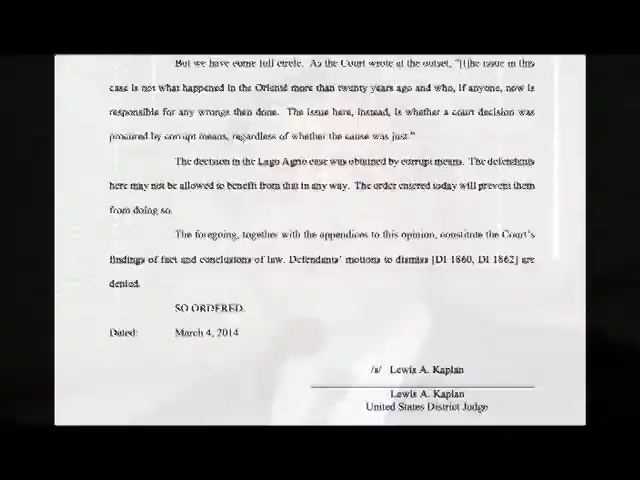 But we have come full circle. As the Court wrote at the outset, "[t]he issue in this
case is not what happened in the Orienté more than twenty years ago and who, if anyone, now is
responsible for any wrongs then done. The issue here, instead, is whether a court decision was
procured by corrupt means, regardless of whether the cause was just."
The decision in the Lago Agrio case was obtained by corrupt means. The defendants
here may not be allowed to benefit from that in any way. The order entered today will prevent them
from doing so.
The foregoing, together with the appendices to this opinion, constitute the Court's
findings of fact and conclusions of law. Defendants' motions to dismiss [DI 1860, DI 1862] are
denied.
SO ORDERED.
Dated: March 4, 2014
/s/ Lewis A. Kaplan
Lewis A. Kaplan
United States District Judge